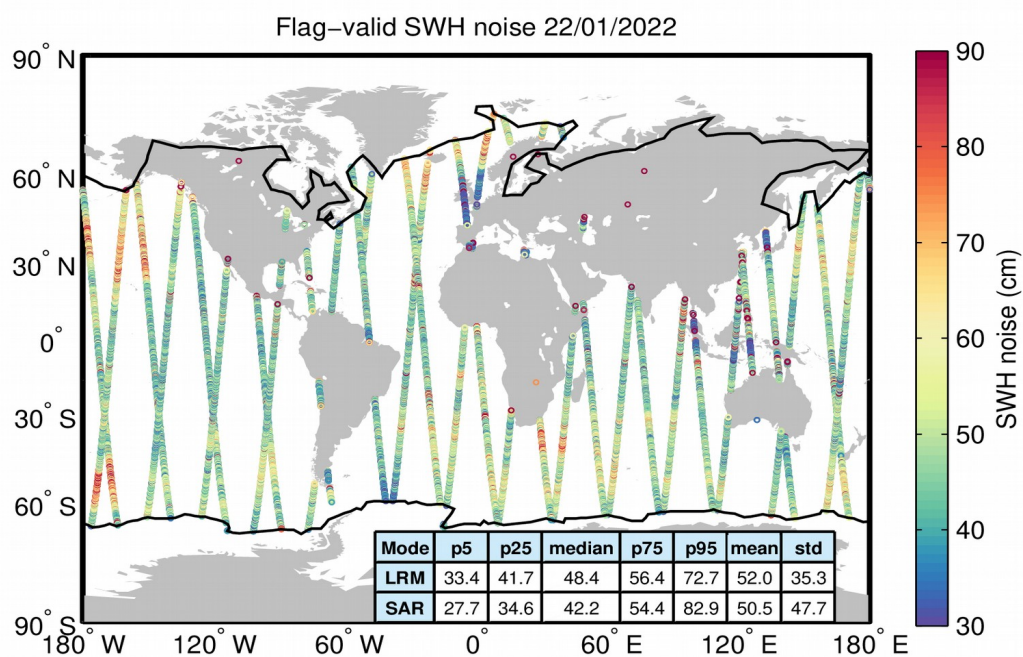 Flag−valid SWH noise 22/01/2022
90° N
60° N
30° N
0°
30° S
60° S
90° S
180° W
120° W
60° W
0°
60° E
120° E
180° E
Mode p5 p25 median p75 p95 mean std
LRM 33.4 41.7 48.4 56.4 72.7 52.0 35.3
SAR 27.7 34.6 42.2 54.4 82.9 50.5 47.7
90
80
70
60
50
40
30
SWH noise (cm)